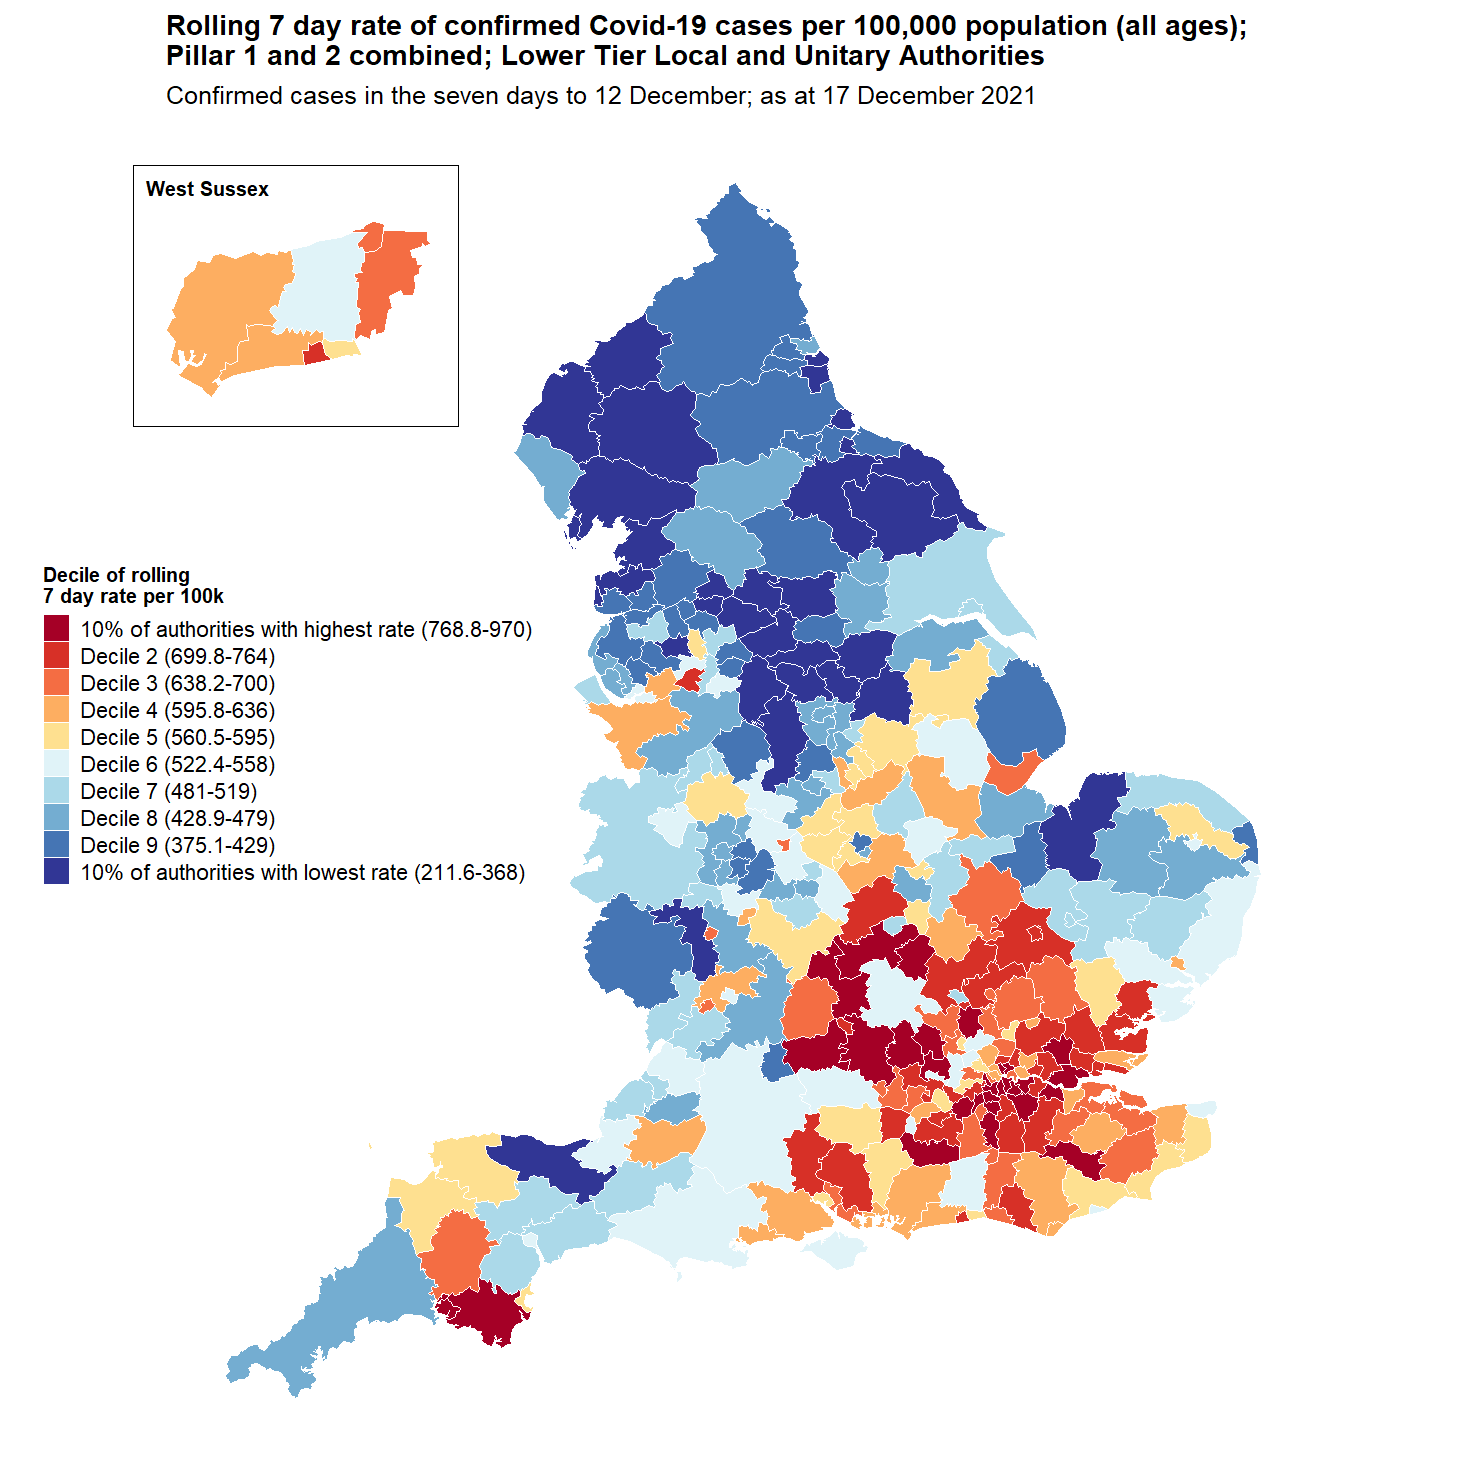 Rolling 7 day rate of confirmed Covid-19 cases per 100,000 population (all ages);
Pillar 1 and 2 combined; Lower Tier Local and Unitary Authorities
Confirmed cases in the seven days to 12 December; as at 17 December 2021
West Sussex
Decile of rolling
7 day rate per 100k
10% of authorities with highest rate (768.8-970)
Decile 2 (699.8-764)
Decile 3 (638.2-700)
Decile 4 (595.8-636)
Decile 5 (560.5-595)
Decile 6 (522.4-558)
Decile 7 (481-519)
Decile 8 (428.9-479)
Decile 9 (375.1-429)
10% of authorities with lowest rate (211.6-368)